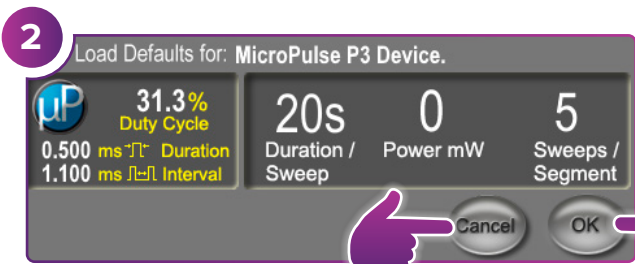 2
Load Defaults for: MicroPulse P3 Device.
µP
31.3%
Duty Cycle
0.500 ms Duration
1.100 ms Interval
20s
Duration /
Sweep
0
Power mW
5
Sweeps /
Segment
Cancel
OK